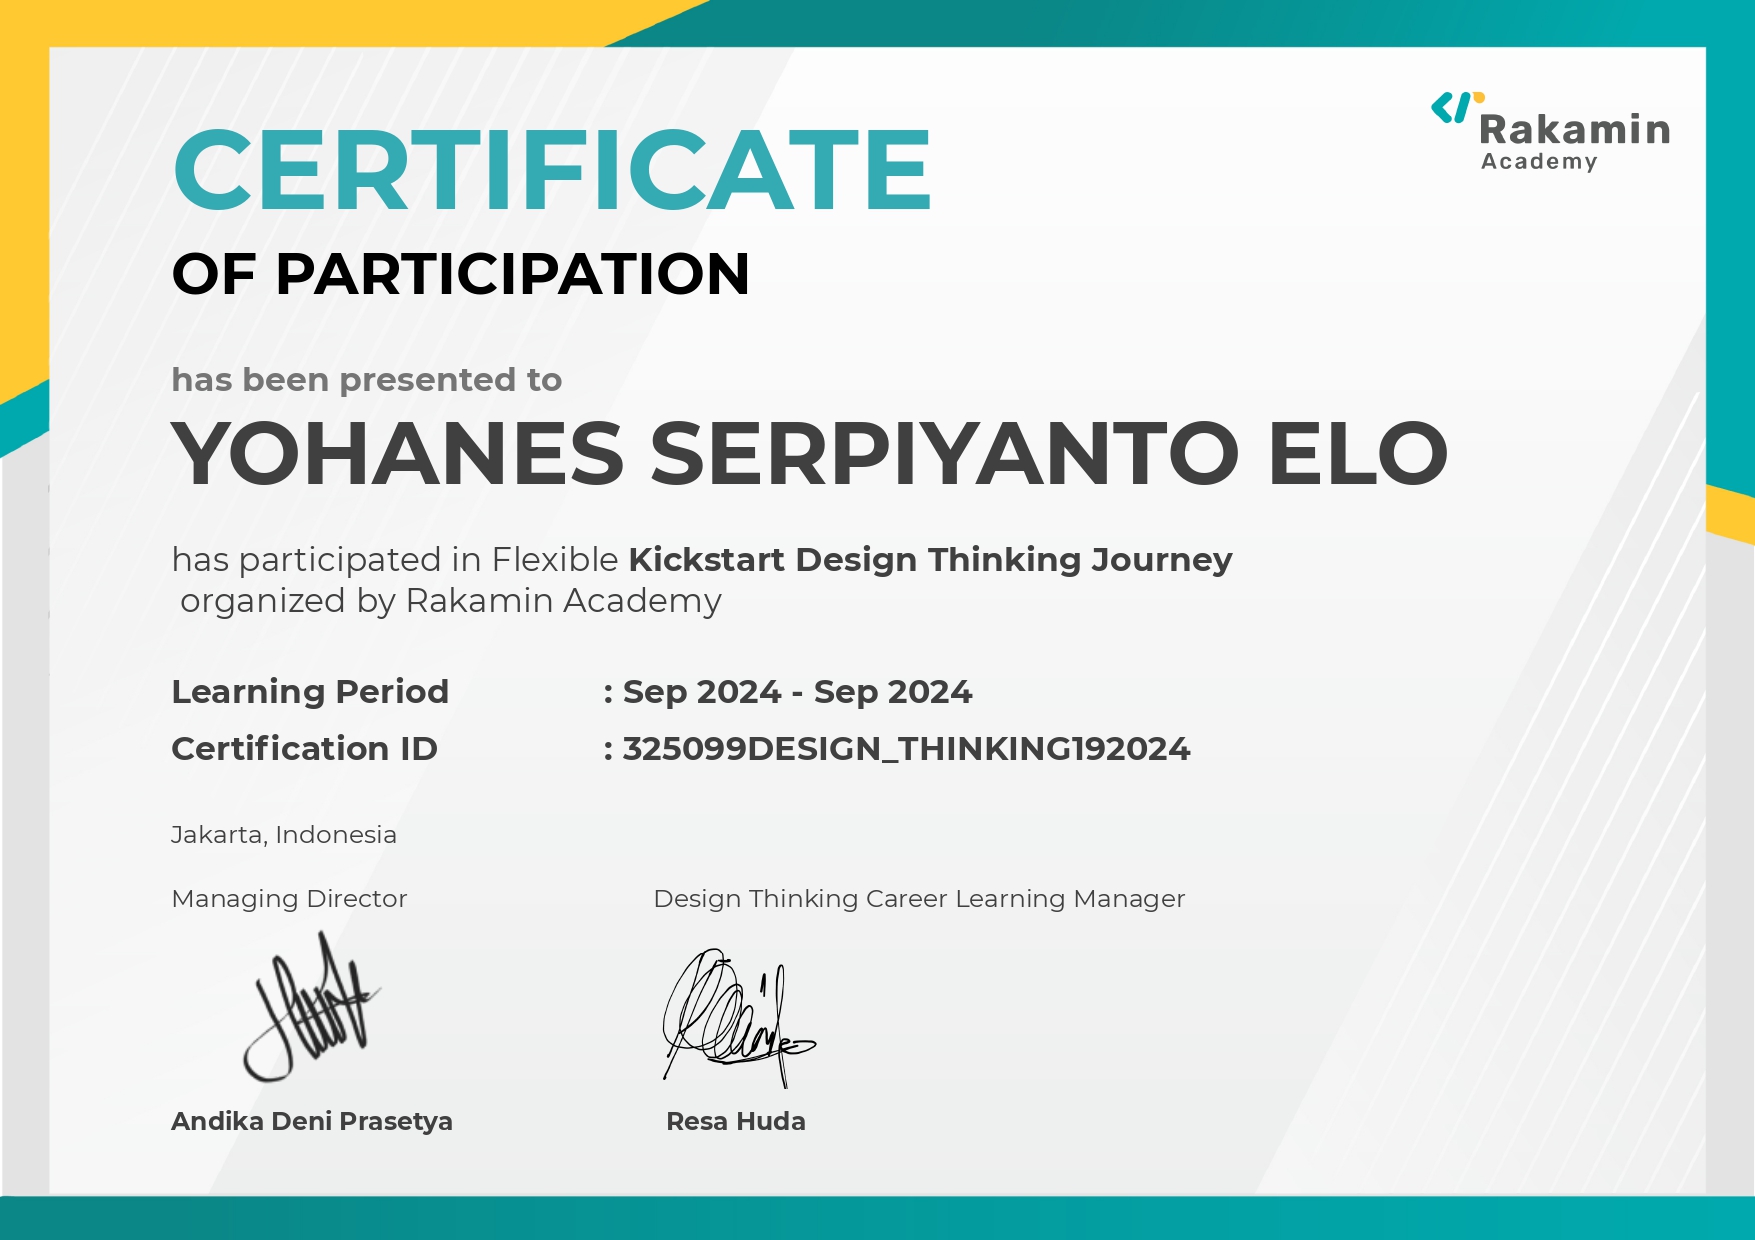 Rakamin
Academy
CERTIFICATE
OF PARTICIPATION
has been presented to
YOHANES SERPIYANTO ELO
has participated in Flexible Kickstart Design Thinking Journey
organized by Rakamin Academy
Learning Period : Sep 2024 - Sep 2024
Certification ID : 325099DESIGN_THINKING192024
Jakarta, Indonesia
Managing Director Design Thinking Career Learning Manager
Andika Deni Prasetya Resa Huda